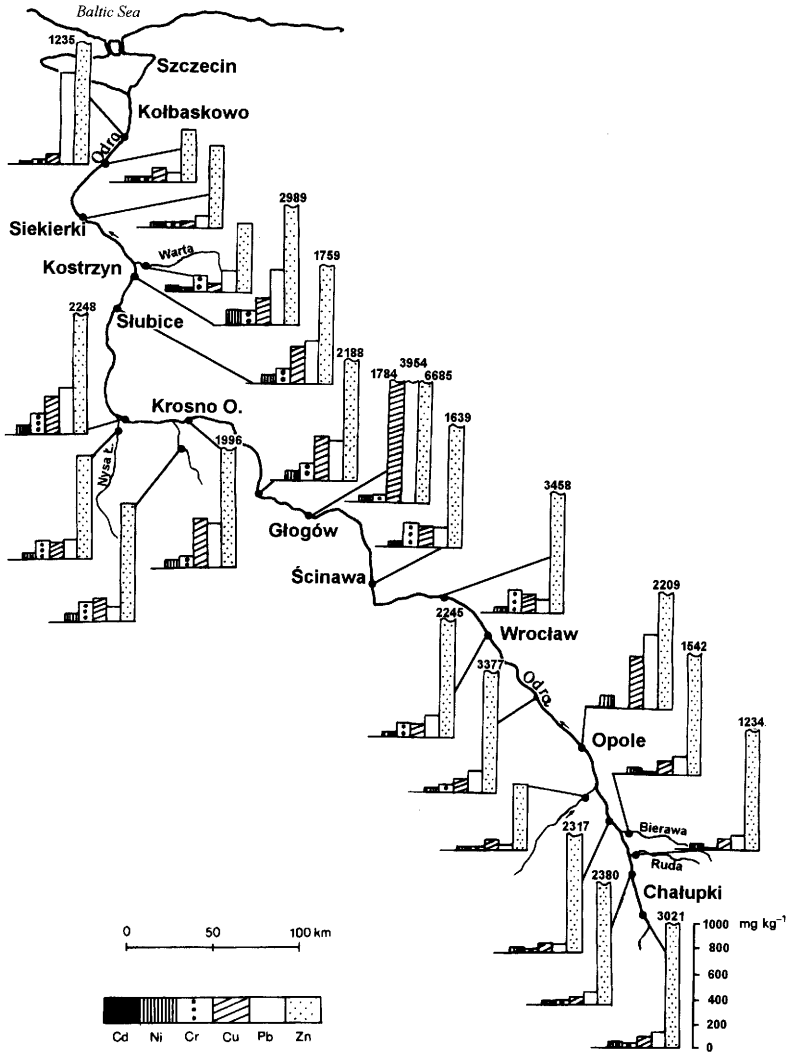 Baltic Sea
1235
Szczecin
Kołbaskowo
Odra
Siekierki
2989
Warta
Kostrzyn
1759
2248
Słubice
2188
3954
1784
6685
Krosno O.
1996
1639
Nysa Ł.
3458
Głogów
Ścinawa
2209
2245
Wrocław
1542
3377
Odra
1234
Opole
2317
Bierawa
Ruda
2380
Chałupki
3021
1000 mg kg⁻¹
800
600
400
200
0
0 50 100 km
Cd Ni Cr Cu Pb Zn